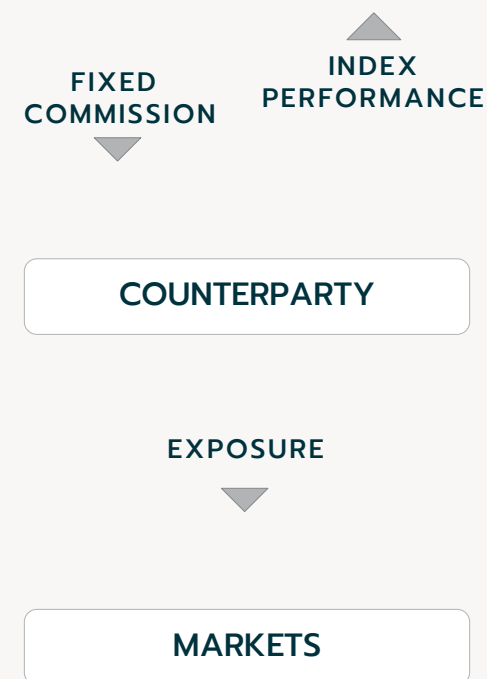 FIXED
COMMISSION
INDEX
PERFORMANCE
COUNTERPARTY
EXPOSURE
MARKETS